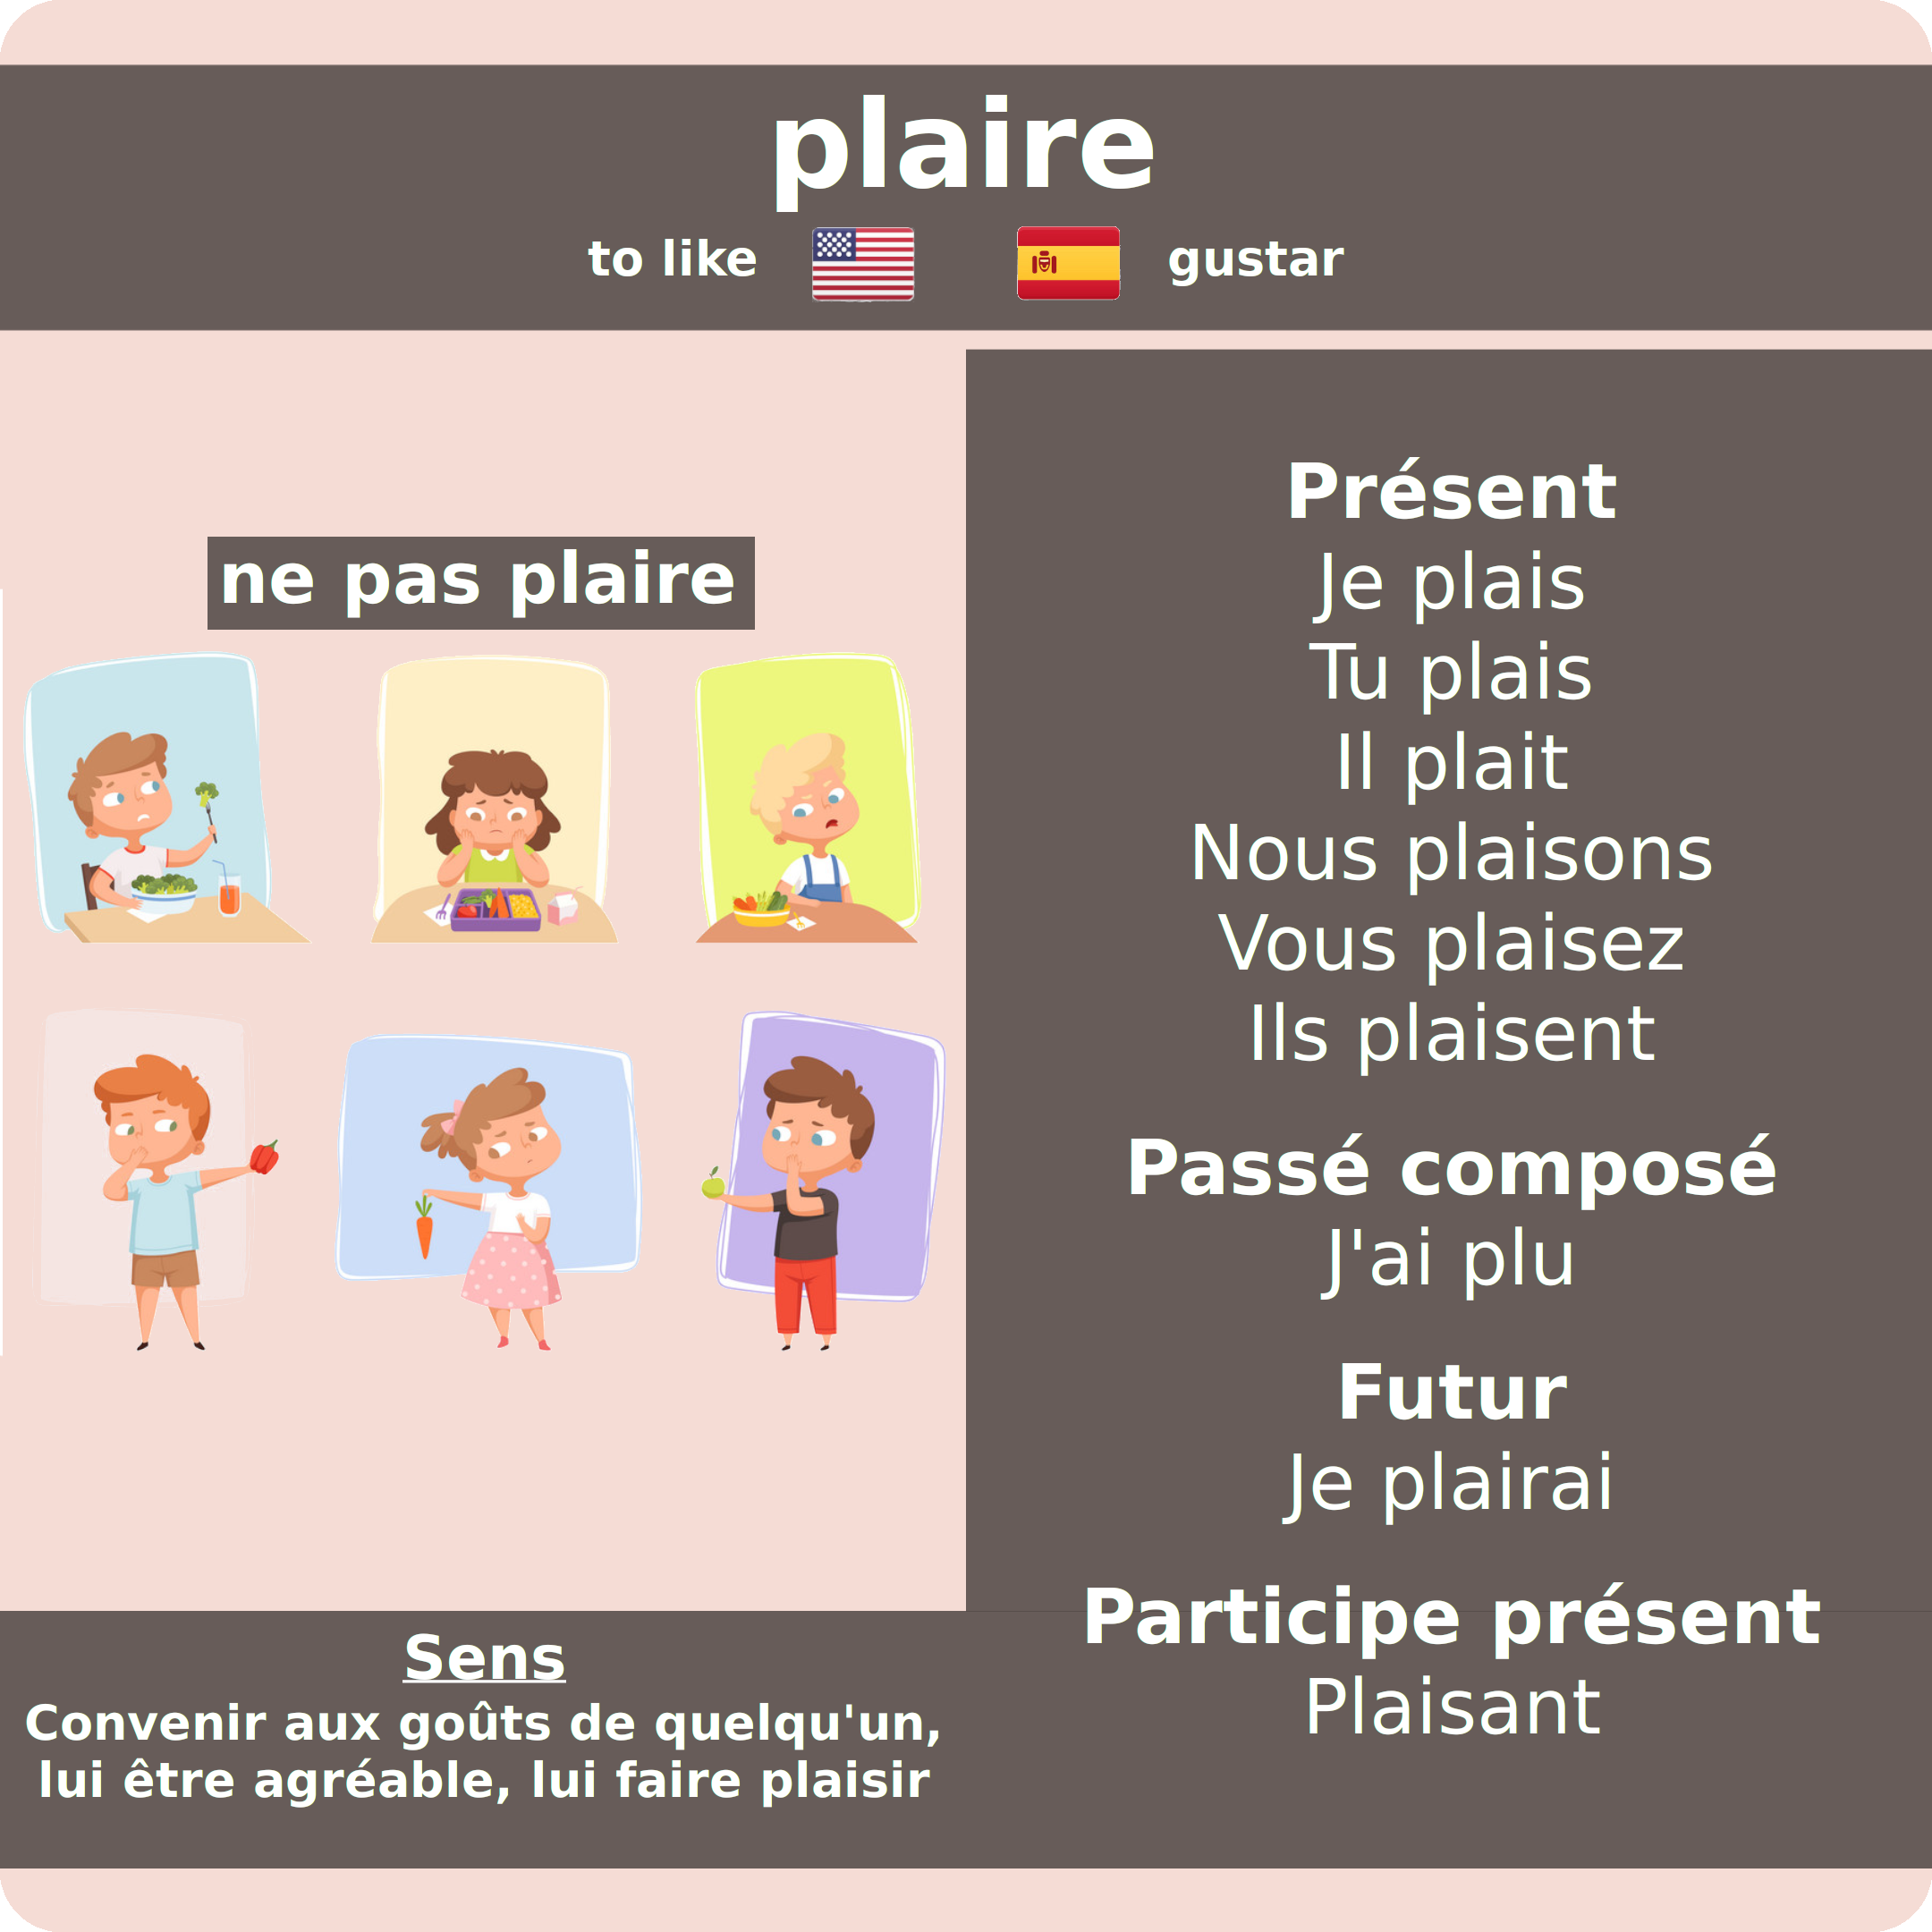 plaire
to like
gustar
ne pas plaire
Présent
Je plais
Tu plais
Il plait
Nous plaisons
Vous plaisez
Ils plaisent
Passé composé
J'ai plu
Futur
Je plairai
Participe présent
Plaisant
Sens
Convenir aux goûts de quelqu'un,
lui être agréable, lui faire plaisir